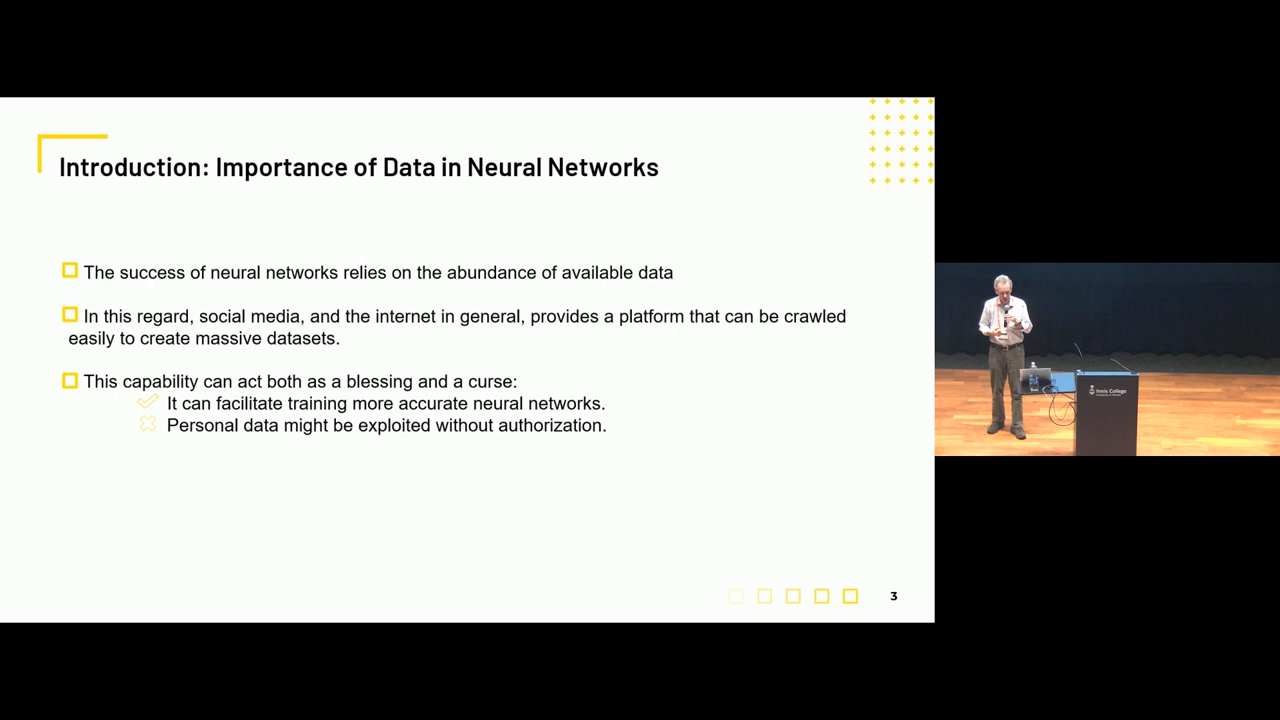 Introduction: Importance of Data in Neural Networks
The success of neural networks relies on the abundance of available data
In this regard, social media, and the internet in general, provides a platform that can be crawled
easily to create massive datasets.
This capability can act both as a blessing and a curse:
It can facilitate training more accurate neural networks.
Personal data might be exploited without authorization.
3
Innis College